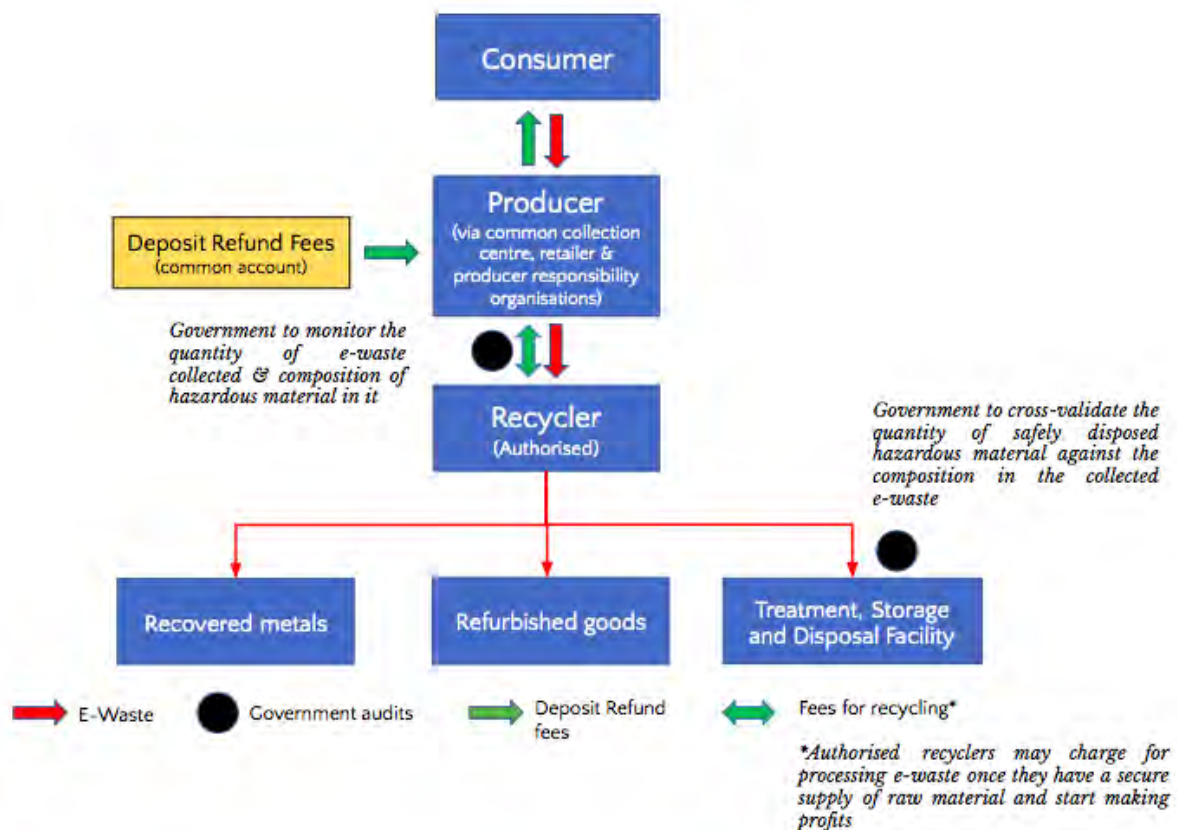 Consumer
Producer
(via common collection
centre, retailer &
producer responsibility
organisations)
Deposit Refund Fees
(common account)
Government to monitor the
quantity of e-waste
collected & composition of
hazardous material in it
Recycler
(Authorised)
Government to cross-validate the
quantity of safely disposed
hazardous material against the
composition in the collected
e-waste
Recovered metals
Refurbished goods
Treatment, Storage
and Disposal Facility
E-Waste
Government audits
Deposit Refund
fees
Fees for recycling*
*Authorised recyclers may charge for
processing e-waste once they have a secure
supply of raw material and start making
profits